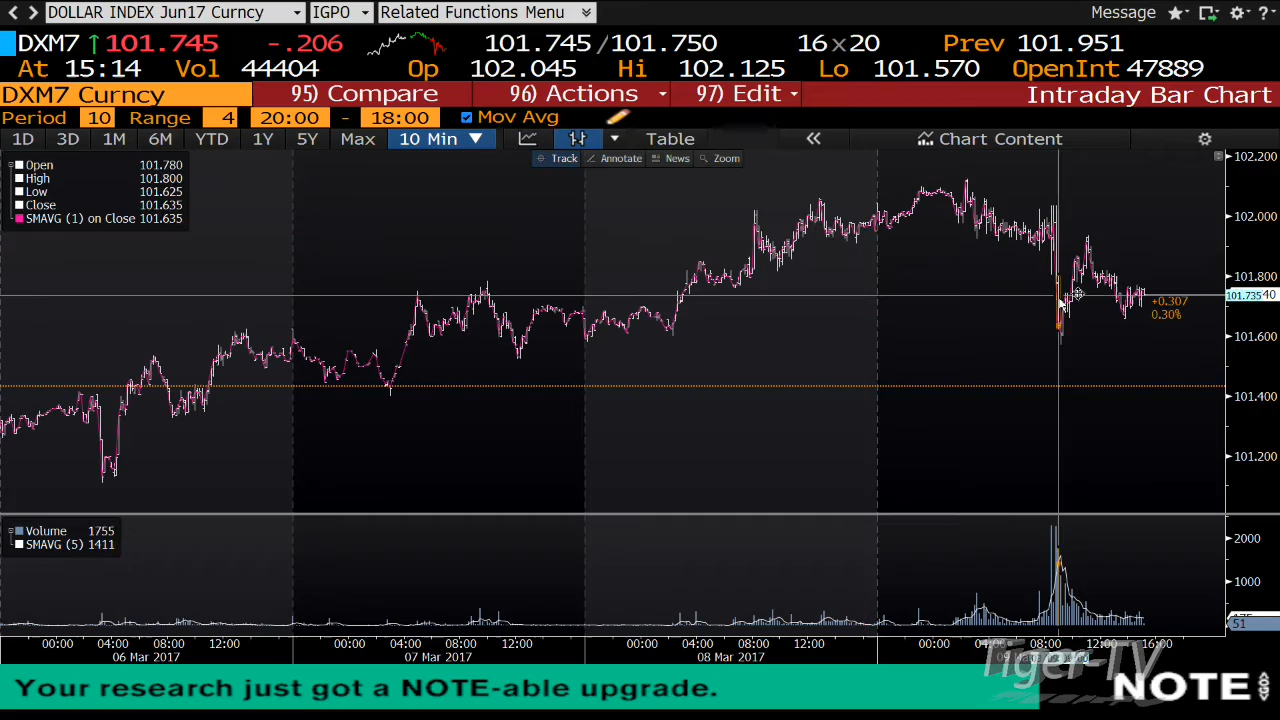 DOLLAR INDEX Jun17 Curncy IGPO Related Functions Menu Message ?
DXM7 ↑101.745 -.206 101.745/101.750 16x20 Prev 101.951
At 15:14 Vol 44404 Op 102.045 Hi 102.125 Lo 101.570 OpenInt 47889
DXM7 Curncy 95) Compare 96) Actions 97) Edit Intraday Bar Chart
Period 10 Range 4 20:00 - 18:00 Mov Avg
1D 3D 1M 6M YTD 1Y 5Y Max 10 Min Table Chart Content
Track Annotate News Zoom
Open 101.780
High 101.800
Low 101.625
Close 101.635
SMAVG (1) on Close 101.635
102.200
102.000
101.800
101.735 40
+0.307
0.30%
101.600
101.400
101.200
Volume 1755
SMAVG (5) 1411
2000
1000
51
00:00 04:00 08:00 12:00 00:00 04:00 08:00 12:00 00:00 04:00 08:00 12:00 00:00 04:00 08:00 12:00 16:00
06 Mar 2017 07 Mar 2017 08 Mar 2017
Tiger-TV
Your research just got a NOTE-able upgrade.
NOTE